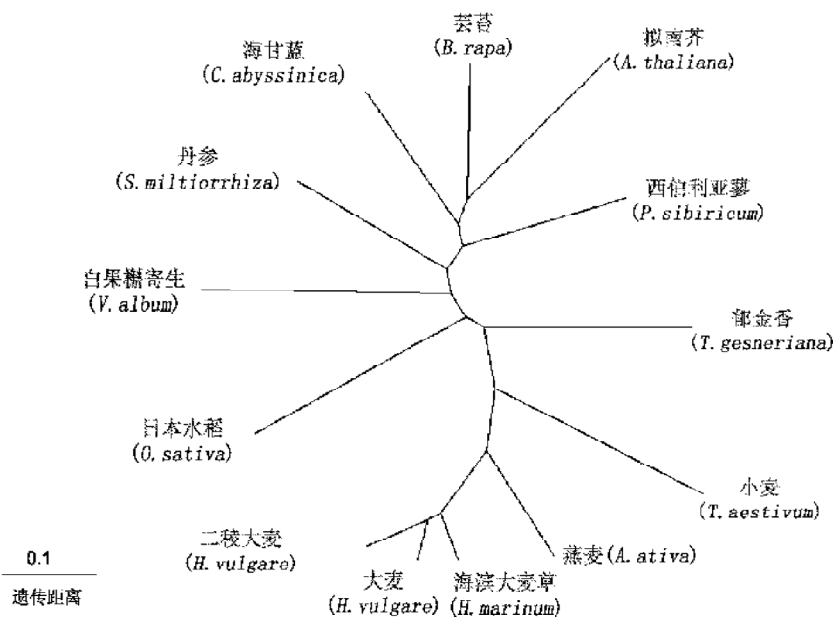 芸苔
(B. rapa)
海甘蓝
(C. abyssinica)
拟南芥
(A. thaliana)
丹参
(S. miltiorrhiza)
西伯利亚蓼
(P. sibiricum)
白果槲寄生
(V. album)
郁金香
(T. gesneriana)
日本水稻
(O. sativa)
小麦
(T. aestivum)
二棱大麦
(H. vulgare)
大麦
(H. vulgare)
海滨大麦草
(H. marinum)
燕麦(A. ativa)
0.1
遗传距离